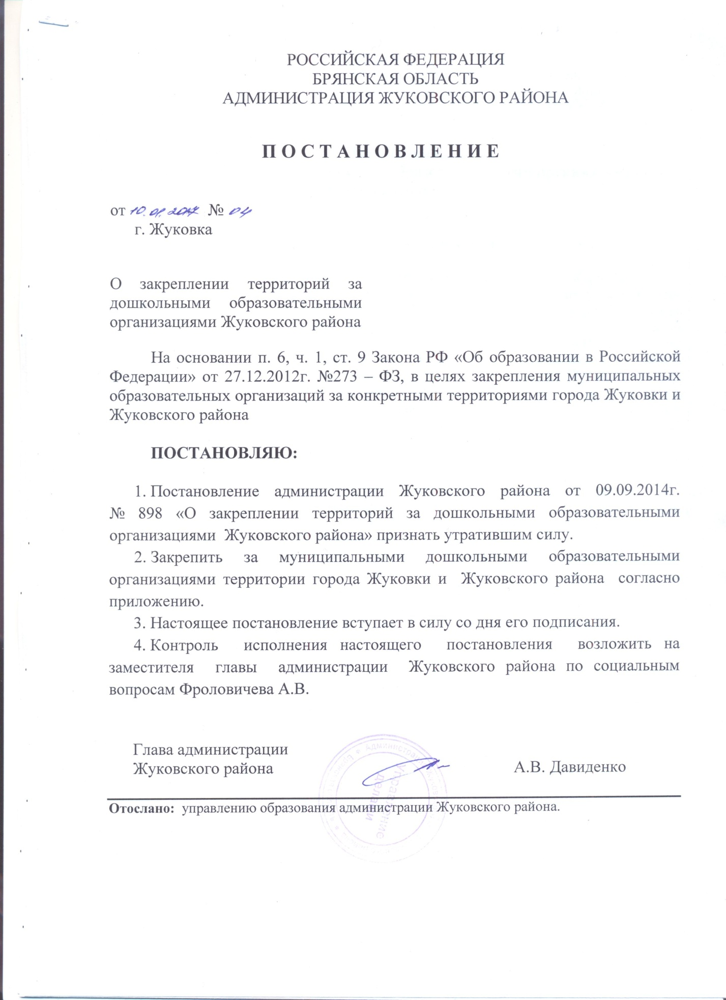 РОССИЙСКАЯ ФЕДЕРАЦИЯ
БРЯНСКАЯ ОБЛАСТЬ
АДМИНИСТРАЦИЯ ЖУКОВСКОГО РАЙОНА
П О С Т А Н О В Л Е Н И Е
от 10.01.2017 № 04
г. Жуковка
О закреплении территорий за
дошкольными образовательными
организациями Жуковского района
На основании п. 6, ч. 1, ст. 9 Закона РФ «Об образовании в Российской
Федерации» от 27.12.2012г. №273 – ФЗ, в целях закрепления муниципальных
образовательных организаций за конкретными территориями города Жуковки и
Жуковского района
ПОСТАНОВЛЯЮ:
1. Постановление администрации Жуковского района от 09.09.2014г.
№ 898 «О закреплении территорий за дошкольными образовательными
организациями Жуковского района» признать утратившим силу.
2. Закрепить за муниципальными дошкольными образовательными
организациями территории города Жуковки и Жуковского района согласно
приложению.
3. Настоящее постановление вступает в силу со дня его подписания.
4. Контроль исполнения настоящего постановления возложить на
заместителя главы администрации Жуковского района по социальным
вопросам Фроловичева А.В.
Глава администрации
Жуковского района А.В. Давиденко
Управление
делами
Отослано: управлению образования администрации Жуковского района.